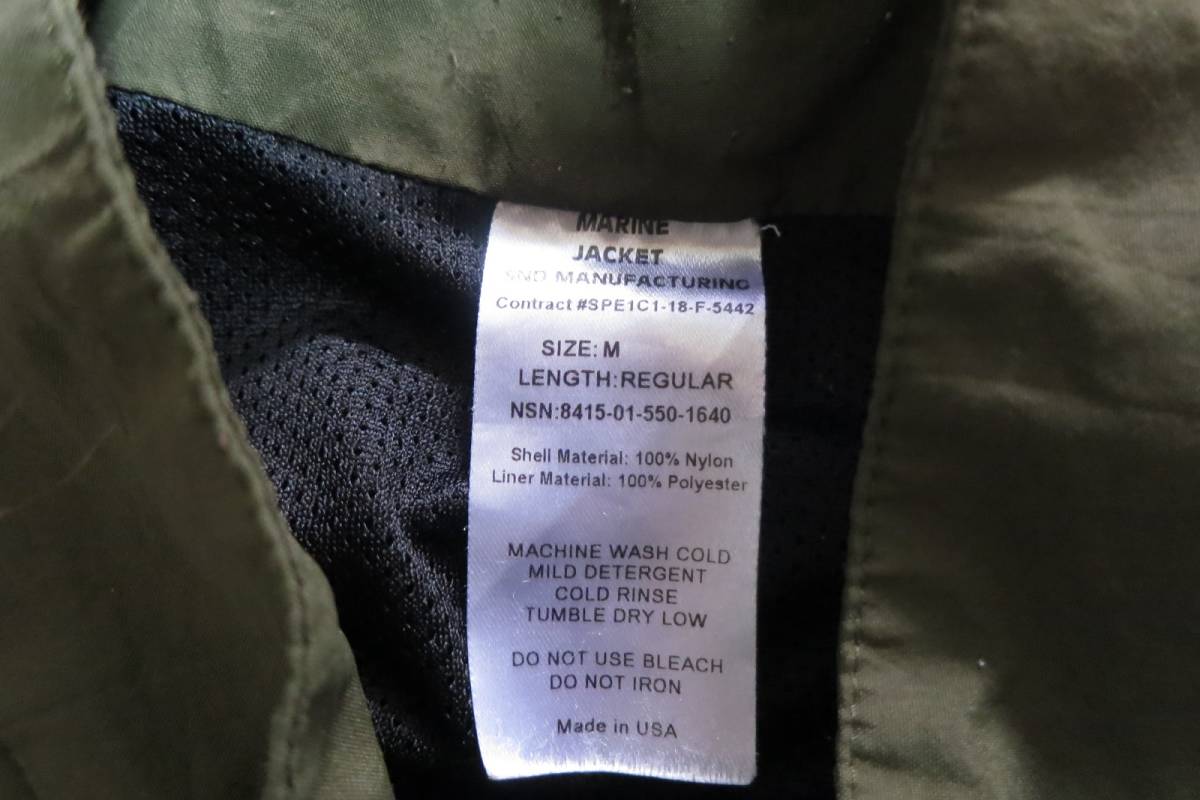 MARINE
JACKET
SND MANUFACTURING
Contract #SPE1C1-18-F-5442
SIZE: M
LENGTH:REGULAR
NSN:8415-01-550-1640
Shell Material: 100% Nylon
Liner Material: 100% Polyester
MACHINE WASH COLD
MILD DETERGENT
COLD RINSE
TUMBLE DRY LOW
DO NOT USE BLEACH
DO NOT IRON
Made in USA